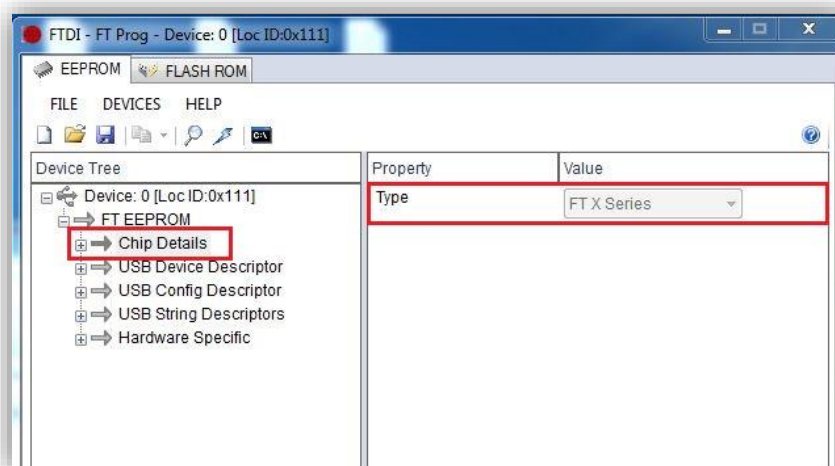 FTDI - FT Prog - Device: 0 [Loc ID:0x111]
EEPROM FLASH ROM
FILE DEVICES HELP
C:\
Device Tree
Property Value
Device: 0 [Loc ID:0x111]
Type FT X Series
FT EEPROM
Chip Details
USB Device Descriptor
USB Config Descriptor
USB String Descriptors
Hardware Specific